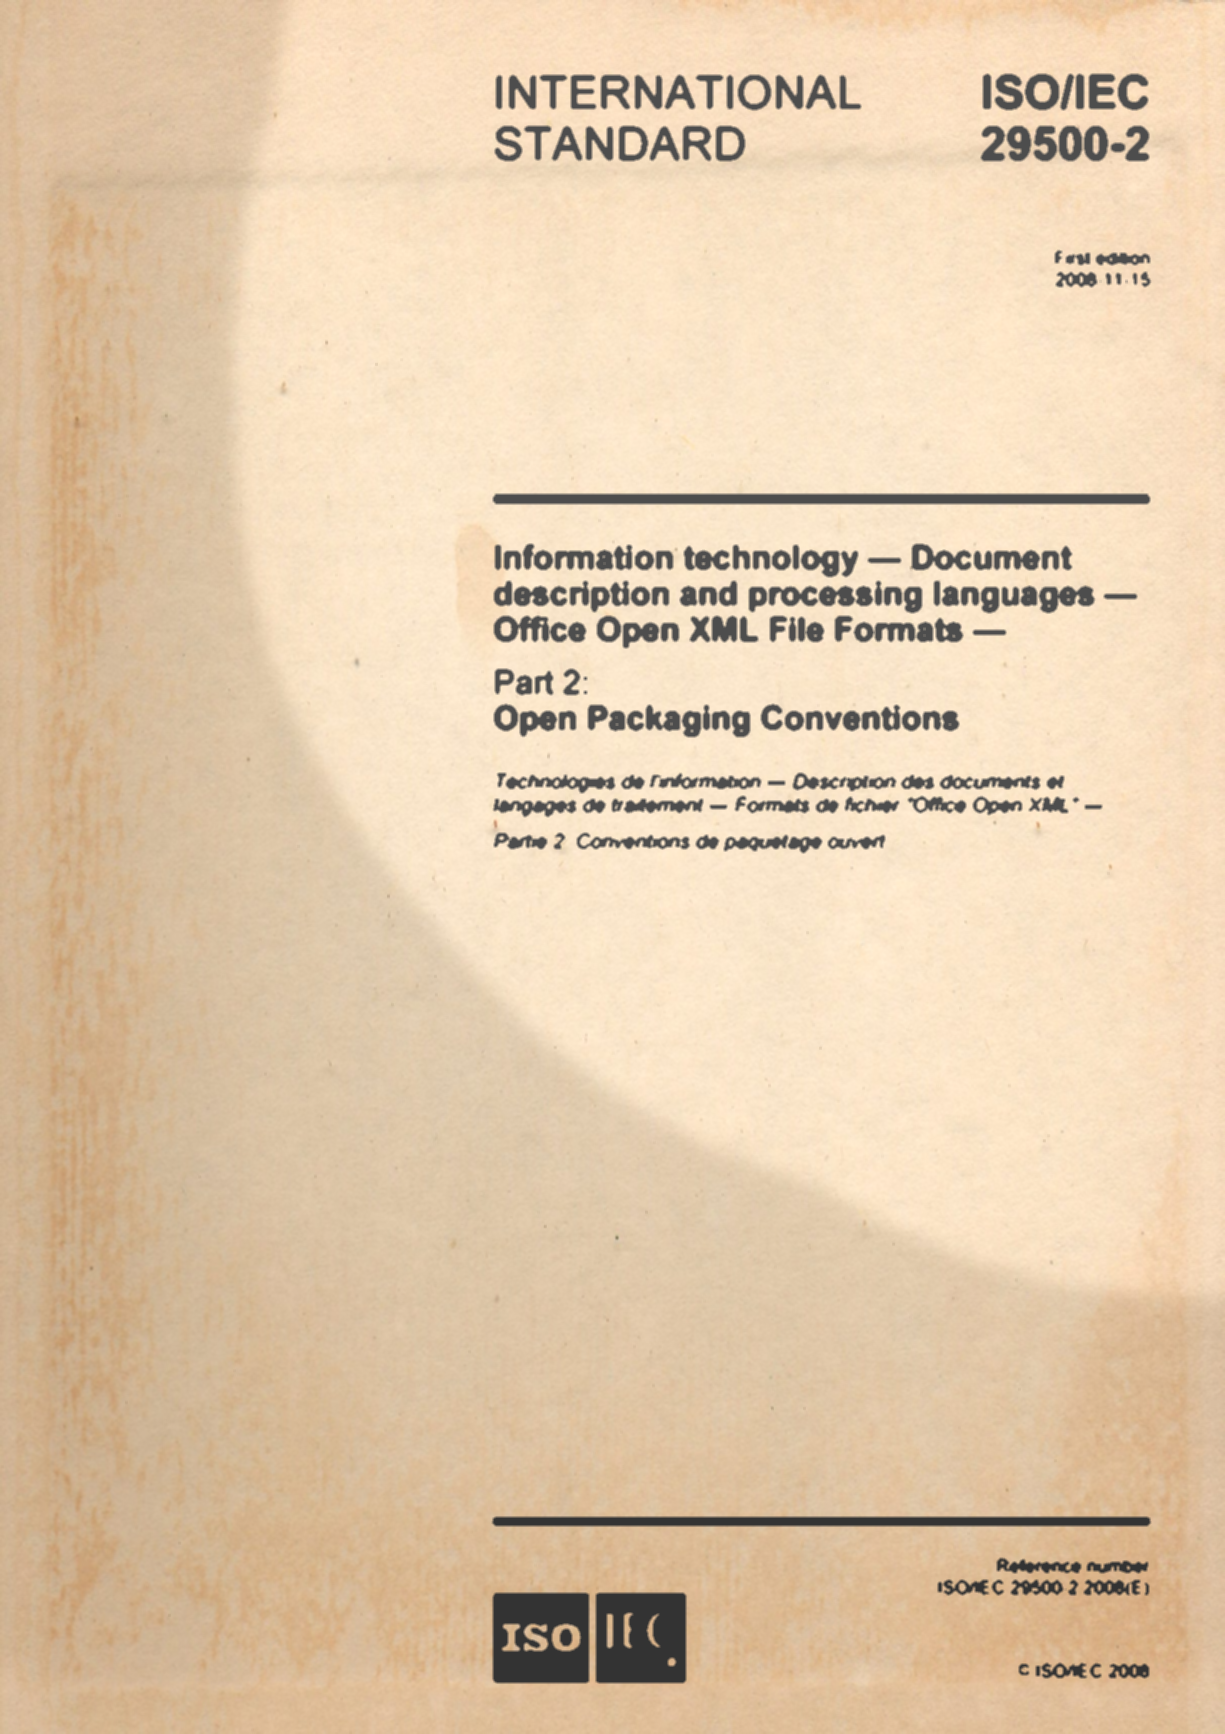 INTERNATIONAL STANDARD
ISO/IEC 29500-2
First edition
2008-11-15
Information technology — Document
description and processing languages —
Office Open XML File Formats —
Part 2:
Open Packaging Conventions
Technologies de l'information — Description des documents et
langages de traitement — Formats de fichier "Office Open XML" —
Partie 2: Conventions de paquetage ouvert
Reference number
ISO/IEC 29500-2:2008(E)
ISO IEC
© ISO/IEC 2008